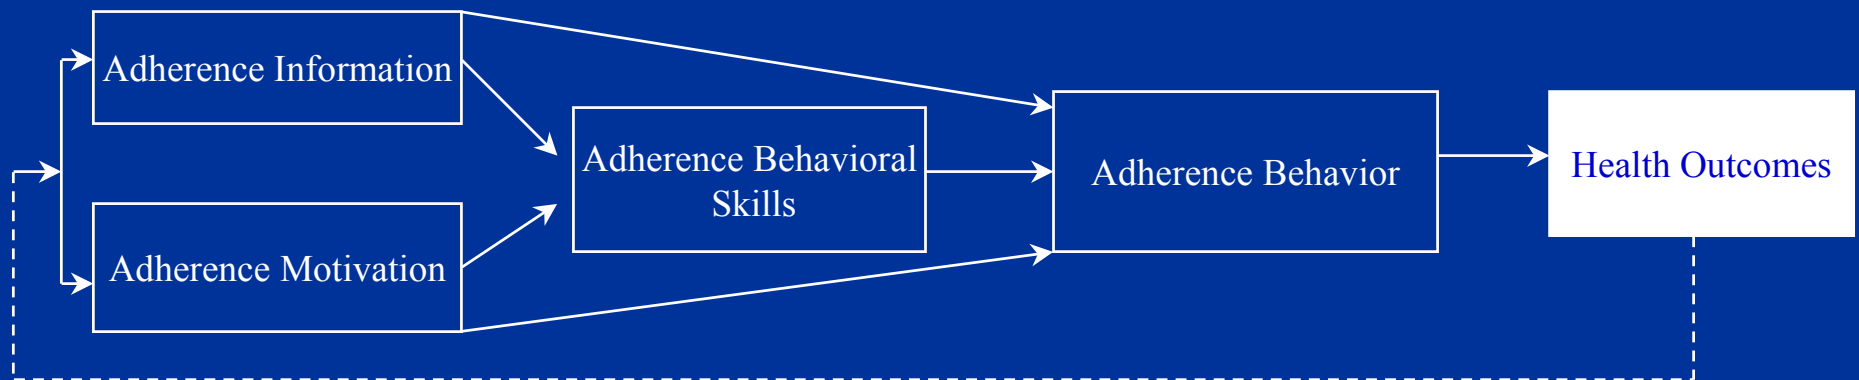 Adherence Information
Adherence Behavioral
Skills
Adherence Behavior
Health Outcomes
Adherence Motivation